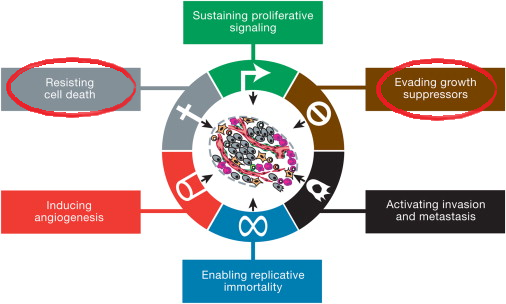 Sustaining proliferative
signaling
Resisting
cell death
Evading growth
suppressors
Inducing
angiogenesis
Activating invasion
and metastasis
Enabling replicative
immortality